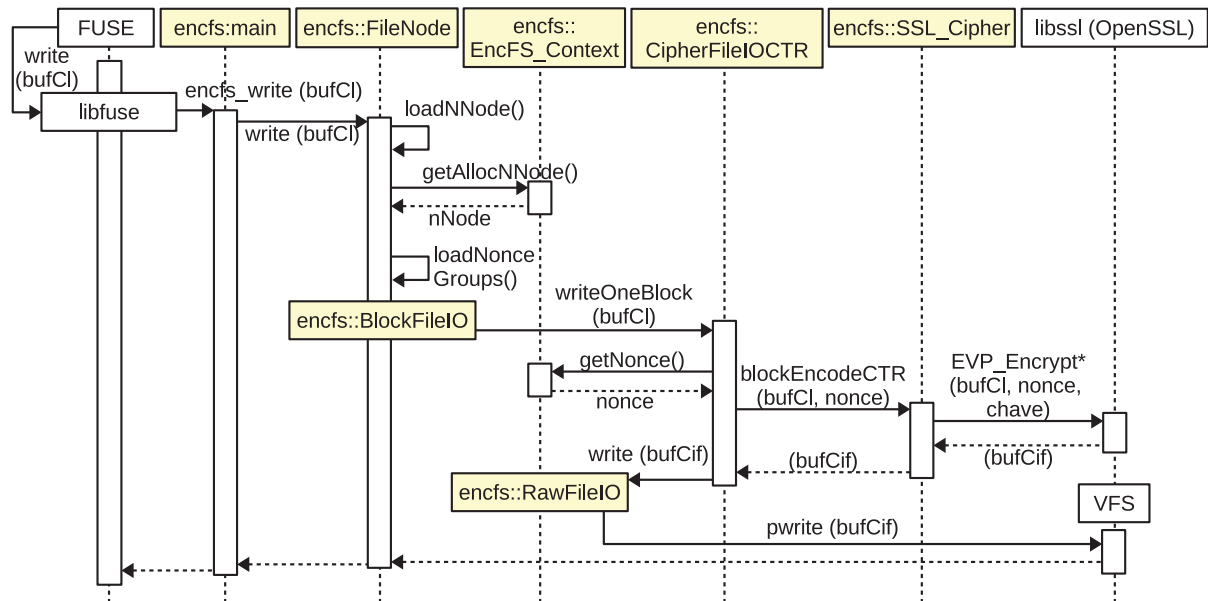 FUSE
encfs:main
encfs::FileNode
encfs::
EncFS_Context
encfs::
CipherFileIOCTR
encfs::SSL_Cipher
libssl (OpenSSL)
write
(bufCl)
libfuse
encfs_write (bufCl)
write (bufCl)
loadNNode()
getAllocNNode()
nNode
loadNonce
Groups()
encfs::BlockFileIO
writeOneBlock
(bufCl)
getNonce()
nonce
blockEncodeCTR
(bufCl, nonce)
EVP_Encrypt*
(bufCl, nonce,
chave)
(bufCif)
(bufCif)
write (bufCif)
encfs::RawFileIO
VFS
pwrite (bufCif)